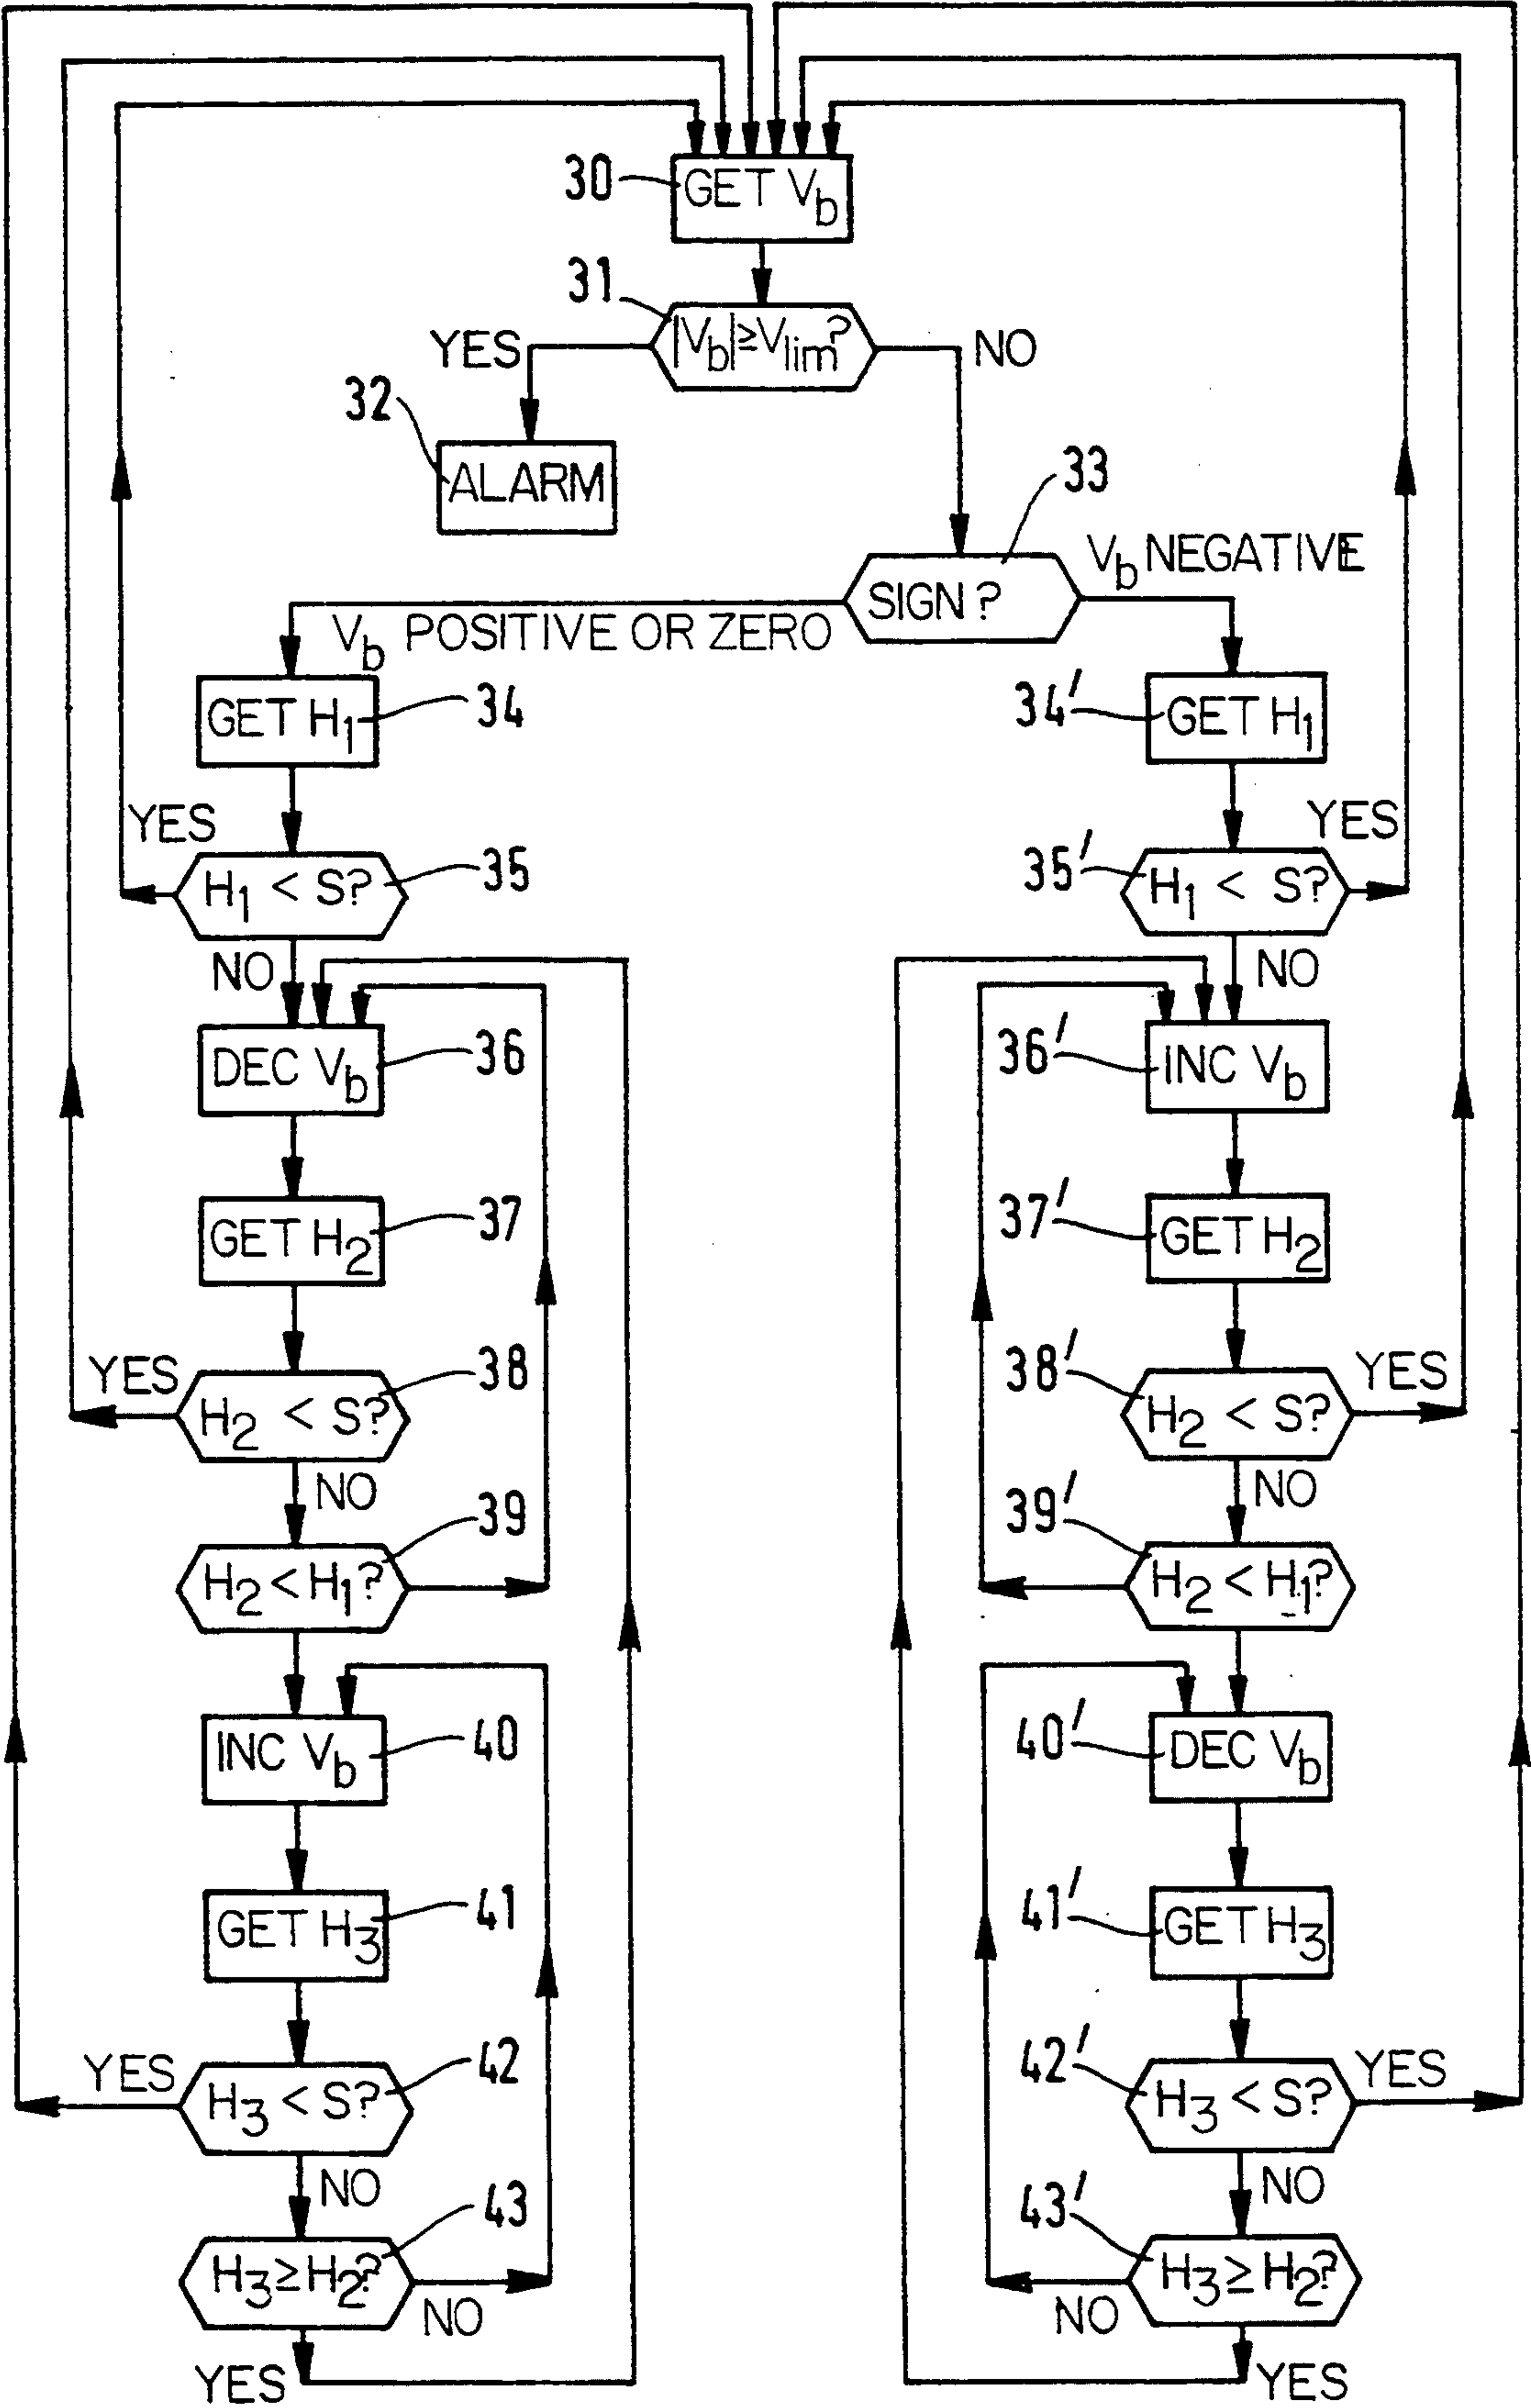 30
GET Vb
31
|Vb|≥Vlim?
YES
NO
32
ALARM
33
SIGN?
Vb NEGATIVE
Vb POSITIVE OR ZERO
GET H1
34
34'
GET H1
YES
YES
H1 < S?
35
35'
H1 < S?
NO
NO
DEC Vb
36
36'
INC Vb
GET H2
37
37'
GET H2
YES
38
38'
YES
H2 < S?
H2 < S?
NO
NO
39
39'
H2 < H1?
H2 < H1?
INC Vb
40
40'
DEC Vb
GET H3
41
41'
GET H3
YES
42
42'
YES
H3 < S?
H3 < S?
NO
NO
43
43'
H3≥H2?
H3≥H2?
NO
NO
YES
YES